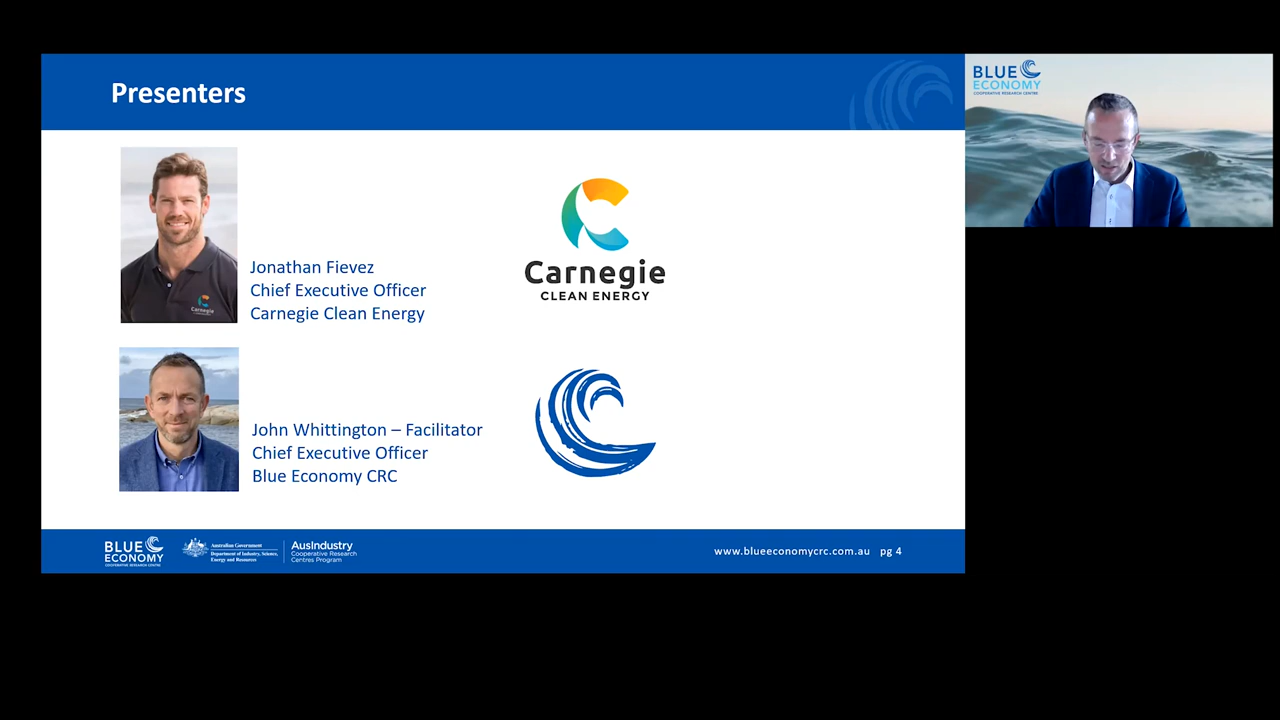 Presenters
BLUE
ECONOMY
COOPERATIVE RESEARCH CENTRE
Jonathan Fievez
Chief Executive Officer
Carnegie Clean Energy
Carnegie
Carnegie
CLEAN ENERGY
John Whittington – Facilitator
Chief Executive Officer
Blue Economy CRC
BLUE
ECONOMY
COOPERATIVE RESEARCH CENTRE
Australian Government
Department of Industry, Science,
Energy and Resources
AusIndustry
Cooperative Research
Centres Program
www.blueeconomycrc.com.au pg 4